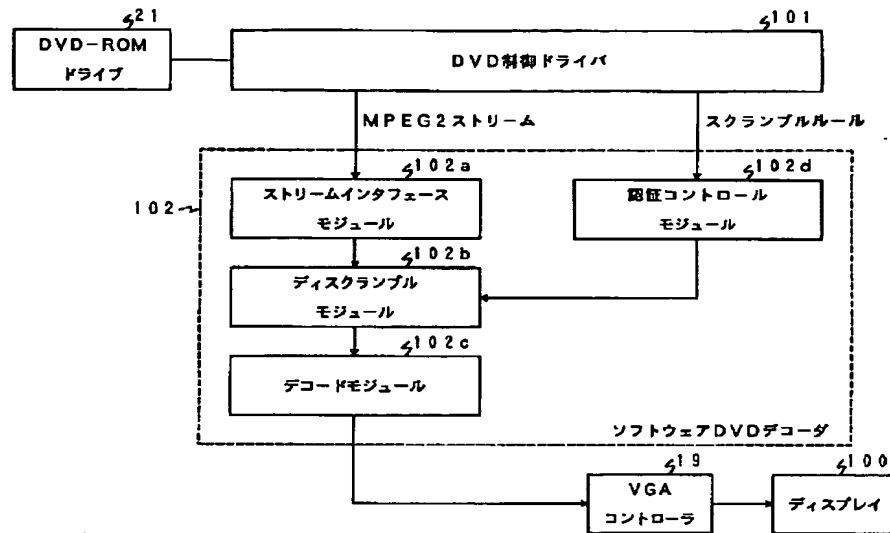 21
DVD-ROM
ドライブ
101
DVD制御ドライバ
MPEG2ストリーム
スクランブルルール
102
102a
ストリームインタフェース
モジュール
102d
認証コントロール
モジュール
102b
ディスクランブル
モジュール
102c
デコードモジュール
ソフトウェアDVDデコーダ
19
VGA
コントローラ
100
ディスプレイ